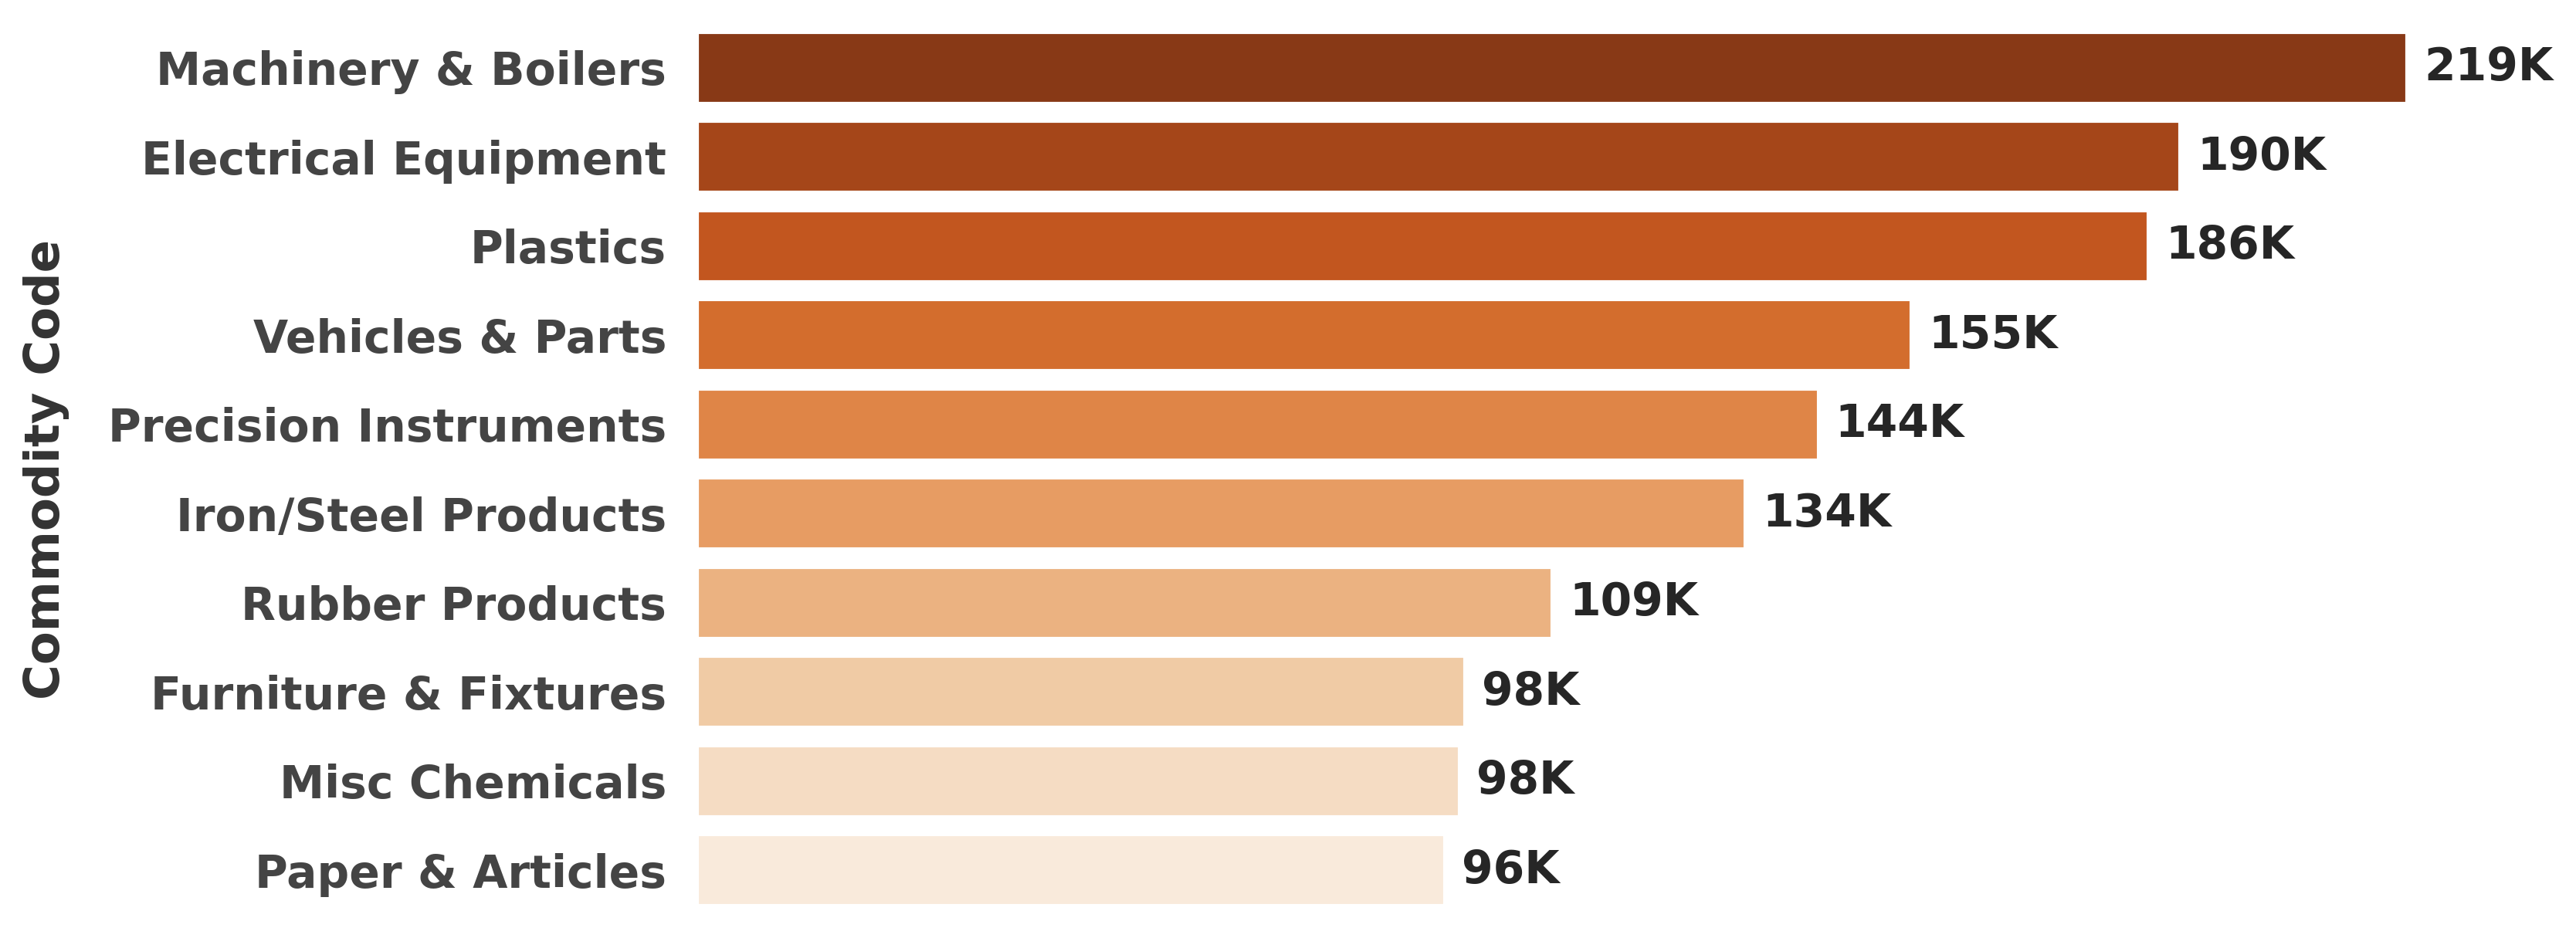 Commodity Code
Machinery & Boilers 219K
Electrical Equipment 190K
Plastics 186K
Vehicles & Parts 155K
Precision Instruments 144K
Iron/Steel Products 134K
Rubber Products 109K
Furniture & Fixtures 98K
Misc Chemicals 98K
Paper & Articles 96K